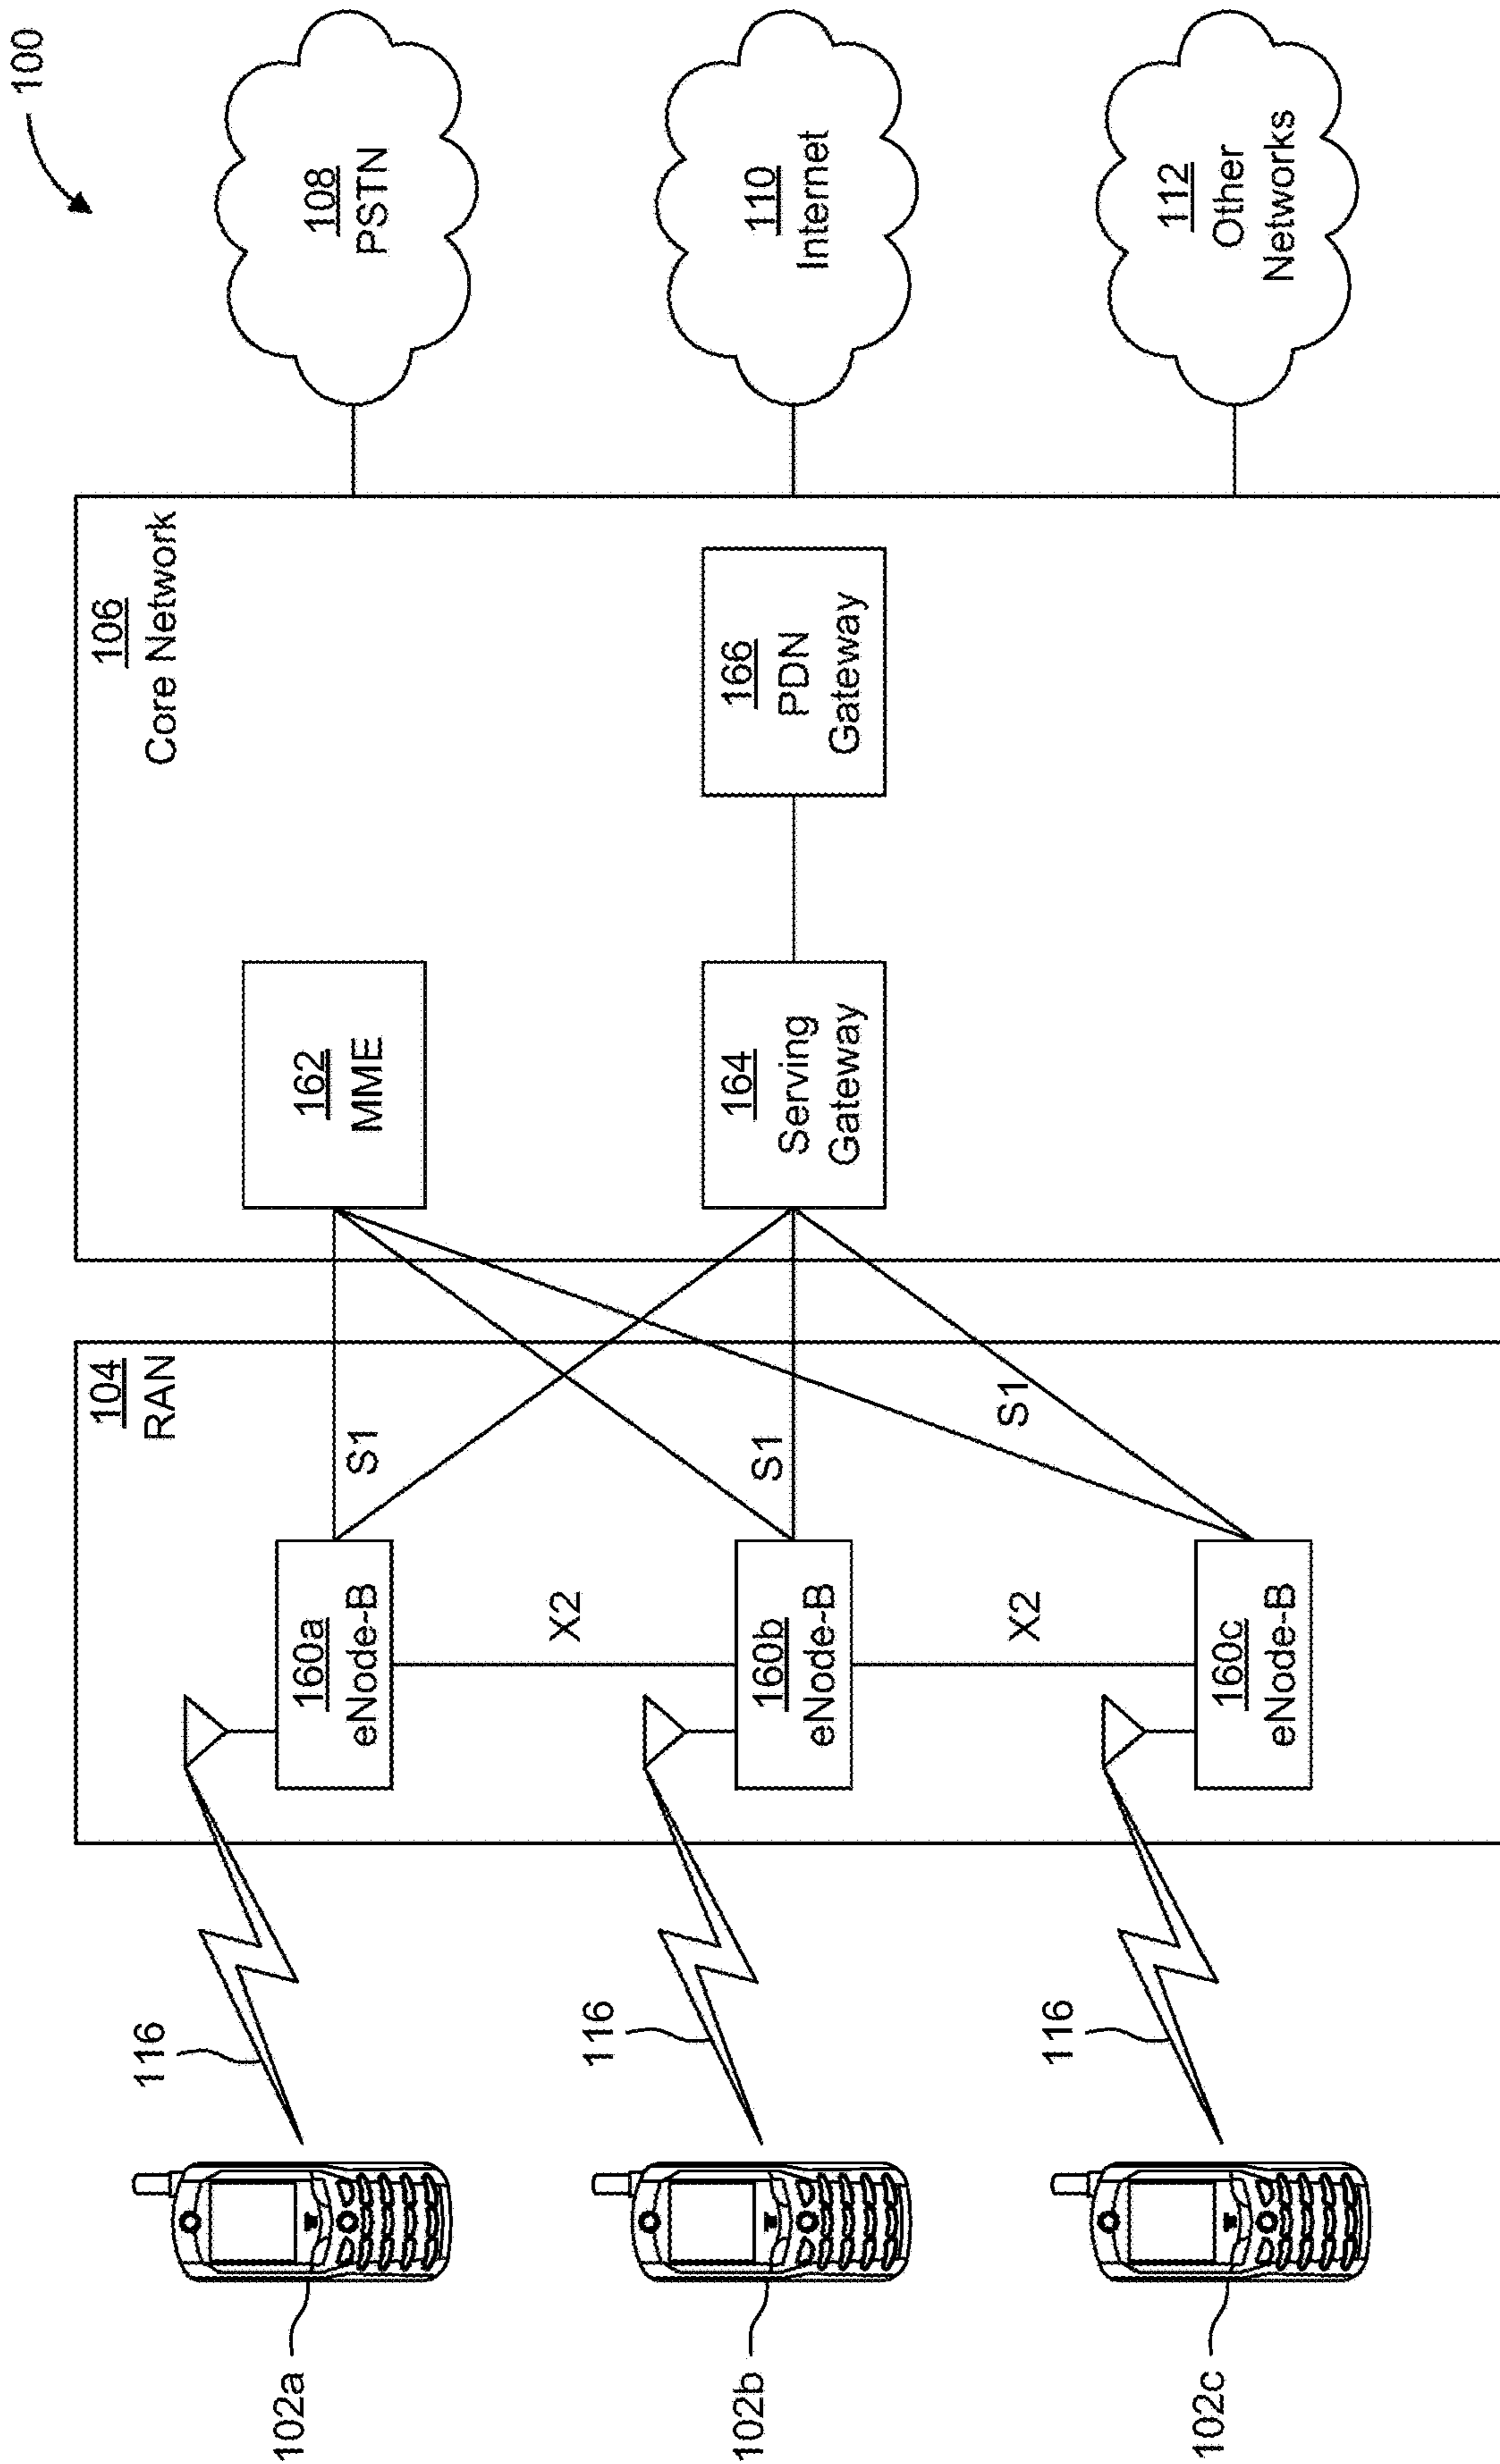 100
108
PSTN
110
Internet
112
Other
Networks
106
Core Network
162
MME
164
Serving
Gateway
166
PDN
Gateway
104
RAN
S1
S1
S1
160a
eNode-B
X2
160b
eNode-B
X2
160c
eNode-B
116
116
116
102a
102b
102c